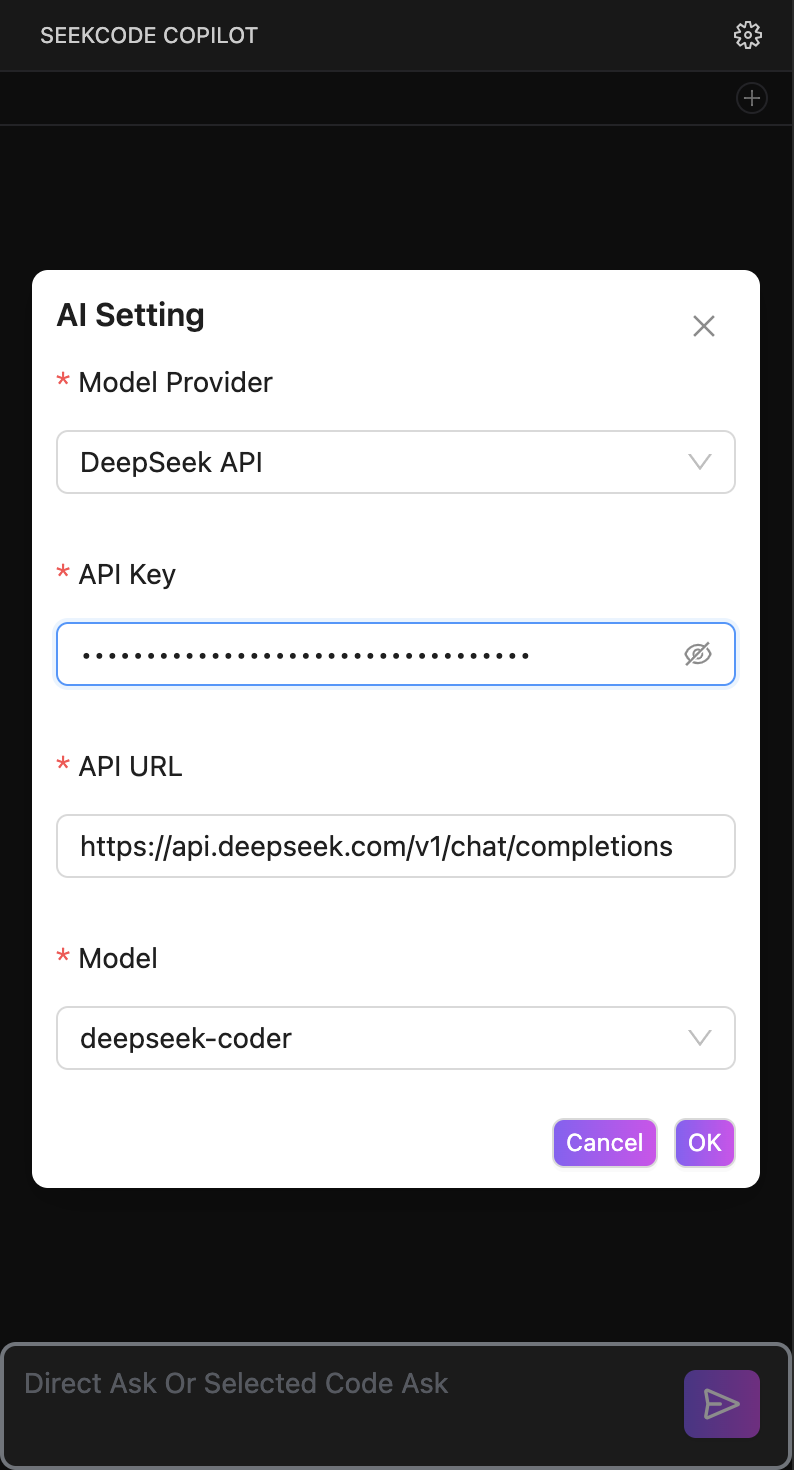 SEEKCODE COPILOT
AI Setting
* Model Provider
DeepSeek API
* API Key
•••••••••••••••••••••••••••••••••••
* API URL
https://api.deepseek.com/v1/chat/completions
* Model
deepseek-coder
Cancel OK
Direct Ask Or Selected Code Ask